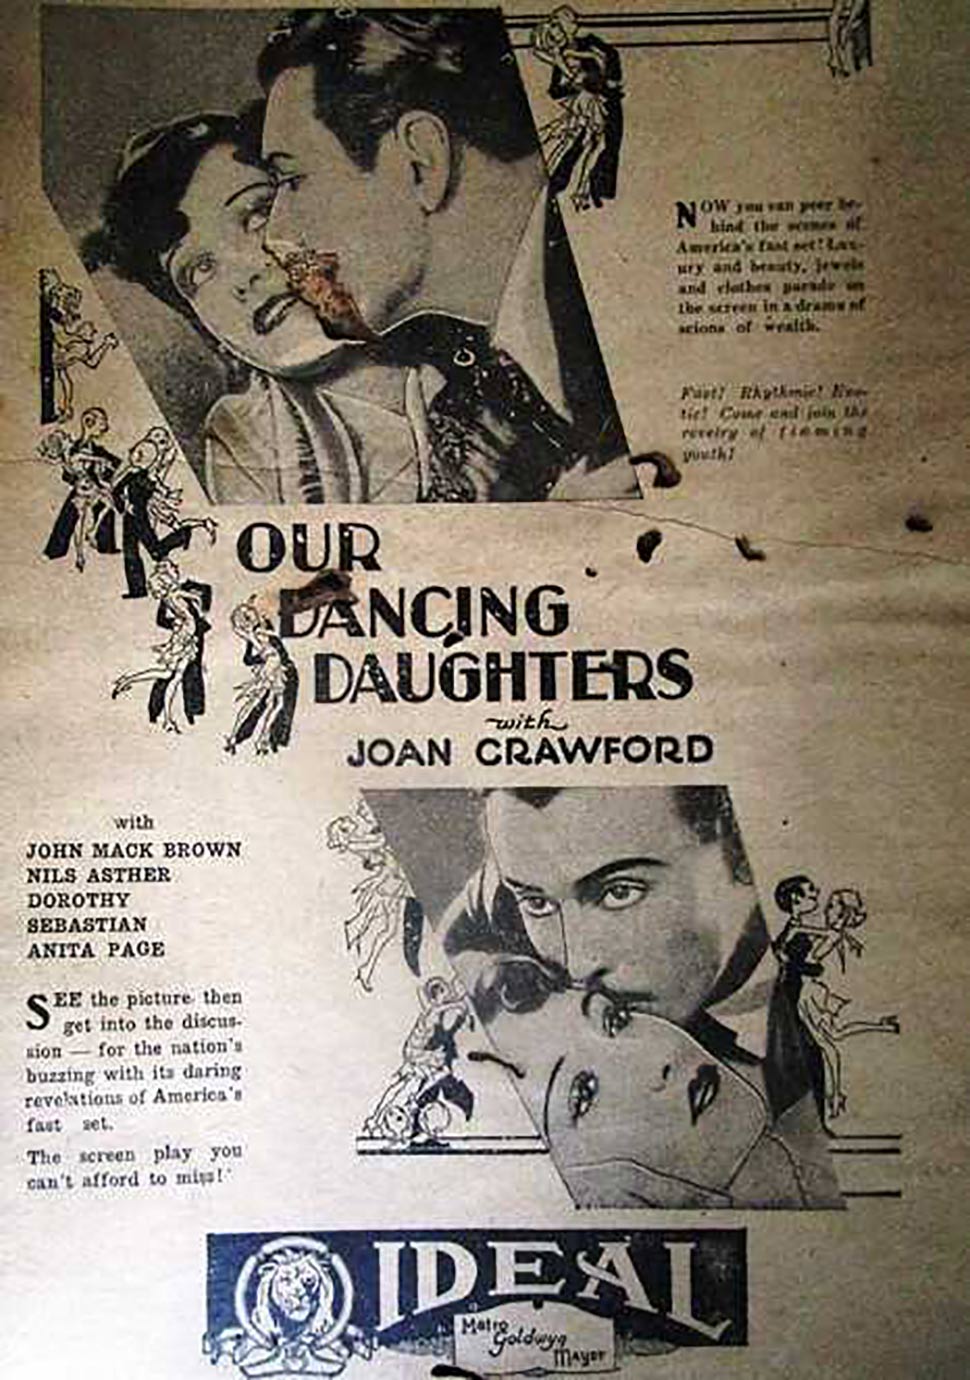 NOW you can peer be-
hind the scenes of
America's fast set! Lux-
ury and beauty, jewels
and clothes parade on
the screen in a drama of
scions of wealth.
Fast! Rhythmic! Exo-
tic! Come and join the
revelry of flaming
youth!
OUR
DANCING
DAUGHTERS
with
JOAN CRAWFORD
with
JOHN MACK BROWN
NILS ASTHER
DOROTHY
SEBASTIAN
ANITA PAGE
SEE the picture then
get into the discus-
sion — for the nation's
buzzing with its daring
revelations of America's
fast set.
The screen play you
can't afford to miss!
IDEAL
Metro
Goldwyn
Mayer